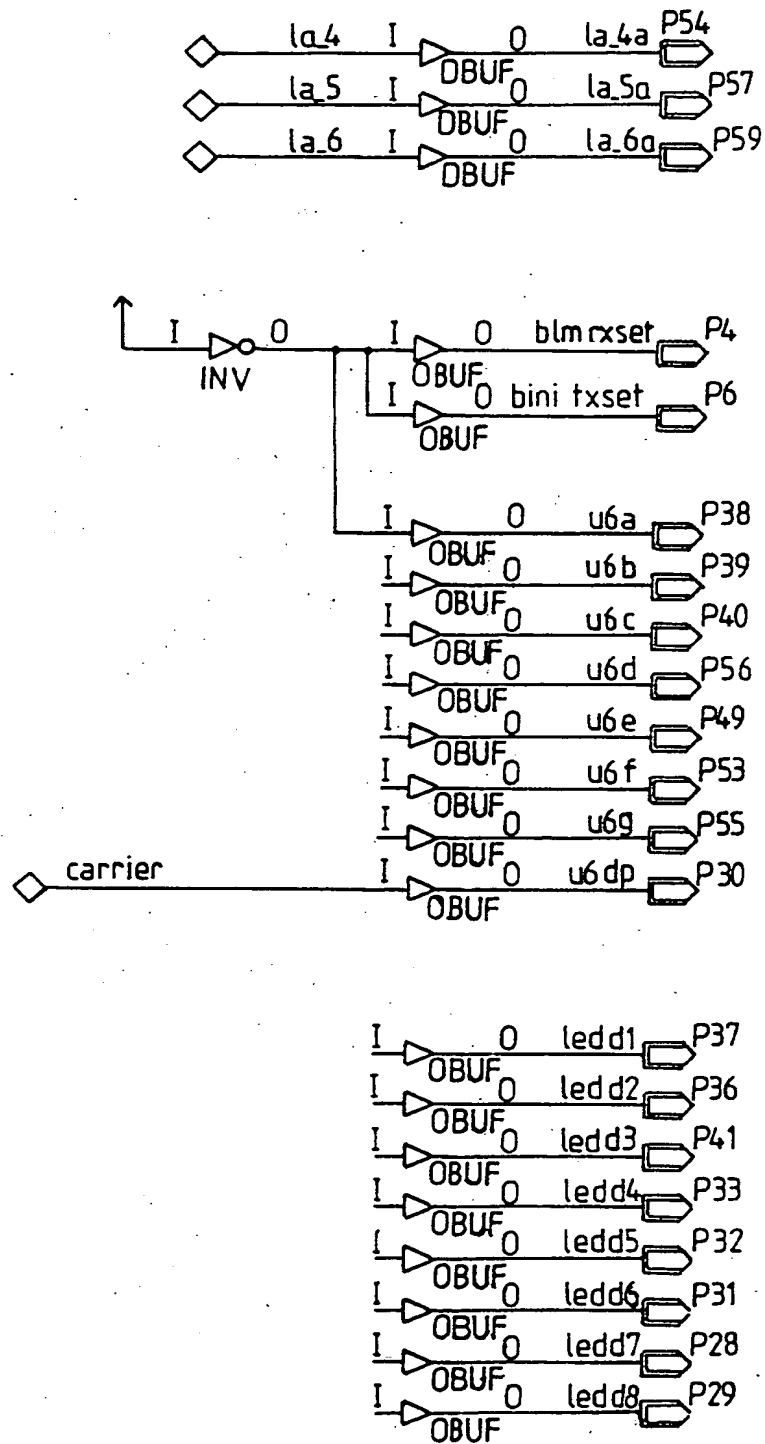 la_4 I O la_4a P54
OBUF
la_5 I O la_5a P57
OBUF
la_6 I O la_6a P59
OBUF
I O I O blmrxset P4
INV OBUF
I O bini txset P6
OBUF
I O u6a P38
OBUF
I O u6b P39
OBUF
I O u6c P40
OBUF
I O u6d P56
OBUF
I O u6e P49
OBUF
I O u6f P53
OBUF
I O u6g P55
OBUF
carrier I O u6dp P30
OBUF
I O ledd1 P37
OBUF
I O ledd2 P36
OBUF
I O ledd3 P41
OBUF
I O ledd4 P33
OBUF
I O ledd5 P32
OBUF
I O ledd6 P31
OBUF
I O ledd7 P28
OBUF
I O ledd8 P29
OBUF